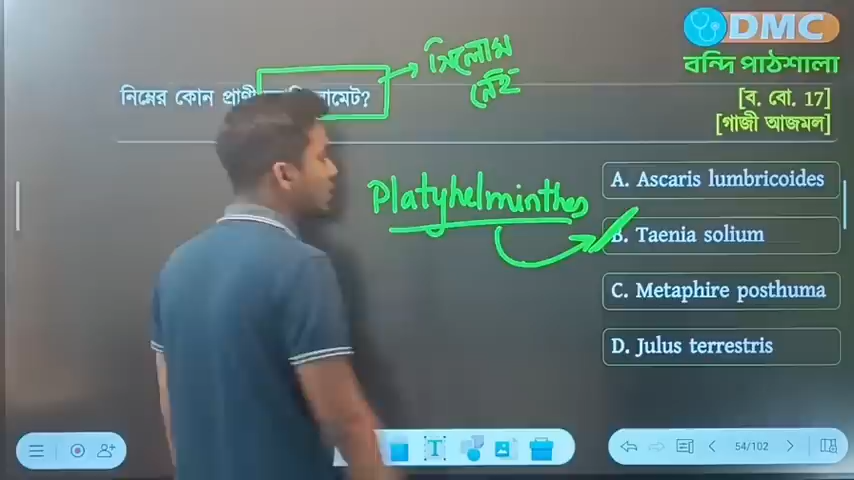 DMC
বন্দি পাঠশালা
সিলোম
নেই
নিম্নের কোন প্রাণী লোমেট?
[ব. বো. 17]
[গাজী আজমল]
Platyhelminthes
A. Ascaris lumbricoides
B. Taenia solium
C. Metaphire posthuma
D. Julus terrestris
T
54/102